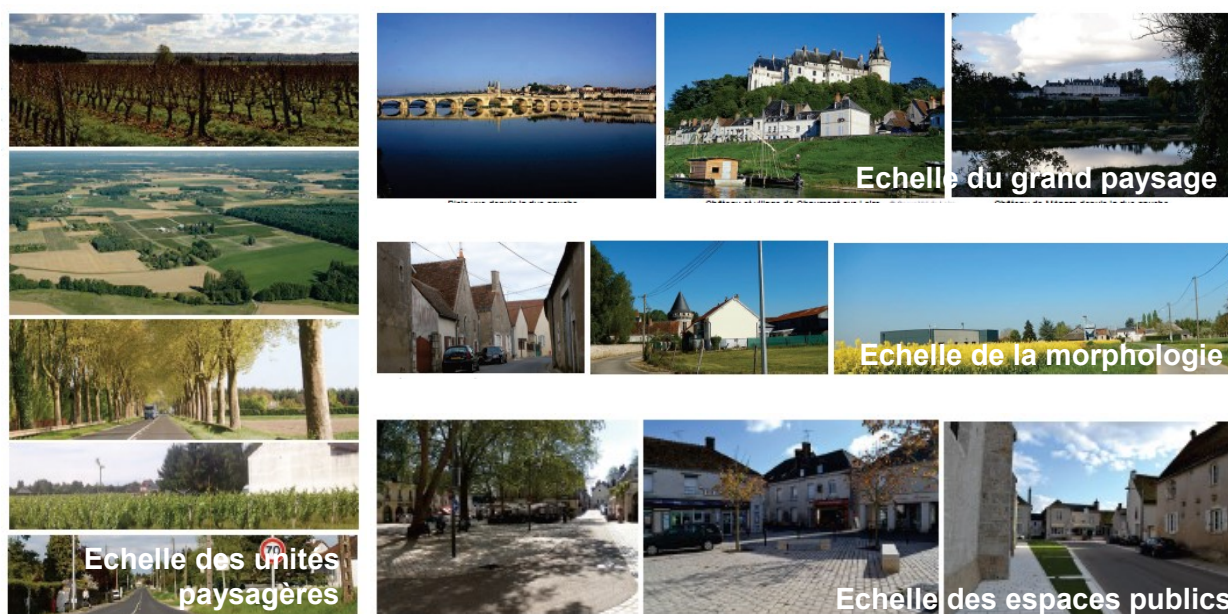 Echelle du grand paysage
Echelle de la morphologie
70
Echelle des unités
paysagères
Echelle des espaces publics